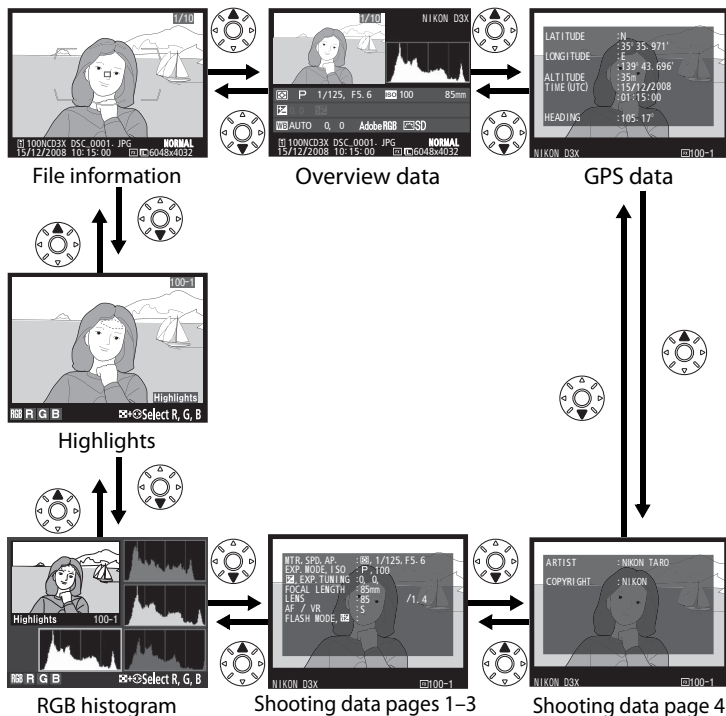 1/10
100NCD3X DSC_0001. JPG NORMAL
15/12/2008 10:15:00 FX L 6048x4032
File information
1/10 NIKON D3X
P 1/125, F5. 6 ISO 100 85mm
0, 0
WB AUTO 0, 0 AdobeRGB SD
100NCD3X DSC_0001. JPG NORMAL
15/12/2008 10:15:00 FX L 6048x4032
Overview data
LATITUDE :N
:35° 35. 971'
LONGITUDE :E
:139° 43. 696'
ALTITUDE :35m
TIME (UTC) :15/12/2008
:01:15:00
HEADING :105. 17°
NIKON D3X 100-1
GPS data
100-1
Highlights
RGB R G B Select R, G, B
Highlights
Highlights 100-1
RGB R G B Select R, G, B
RGB histogram
MTR, SPD, AP. : , 1/125, F5. 6
EXP. MODE, ISO : P, 100
, EXP. TUNING :0, 0
FOCAL LENGTH :85mm
LENS :85 /1. 4
AF / VR :S
FLASH MODE, :
NIKON D3X 100-1
Shooting data pages 1–3
ARTIST :NIKON TARO
COPYRIGHT :NIKON
NIKON D3X 100-1
Shooting data page 4